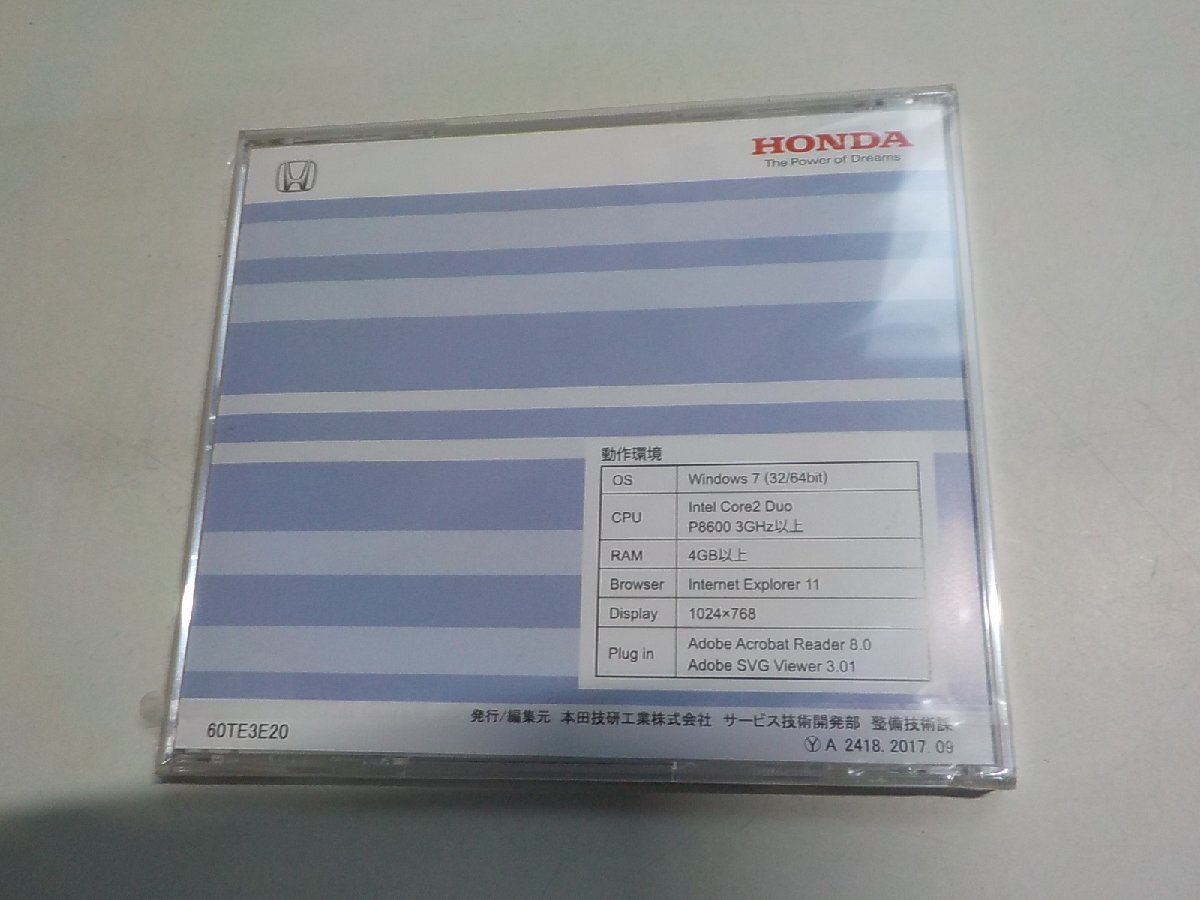 HONDA
The Power of Dreams
動作環境
OS Windows 7 (32/64bit)
CPU Intel Core2 Duo
P8600 3GHz以上
RAM 4GB以上
Browser Internet Explorer 11
Display 1024×768
Plug in Adobe Acrobat Reader 8.0
Adobe SVG Viewer 3.01
発行/編集元 本田技研工業株式会社 サービス技術開発部 整備技術課
60TE3E20
Ⓨ A 2418. 2017. 09